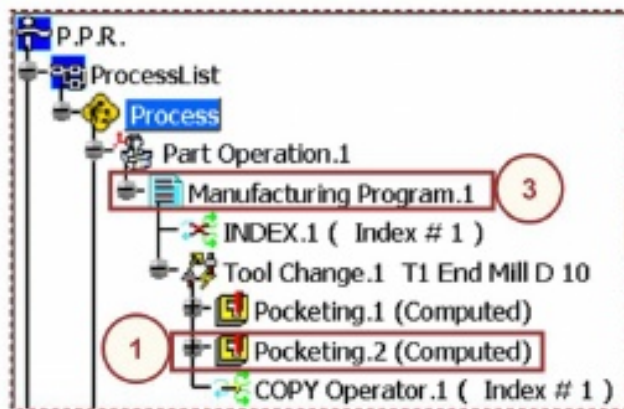 P.P.R.
ProcessList
Process
Part Operation.1
Manufacturing Program.1
3
INDEX.1 ( Index # 1 )
Tool Change.1 T1 End Mill D 10
Pocketing.1 (Computed)
1
Pocketing.2 (Computed)
COPY Operator.1 ( Index # 1 )